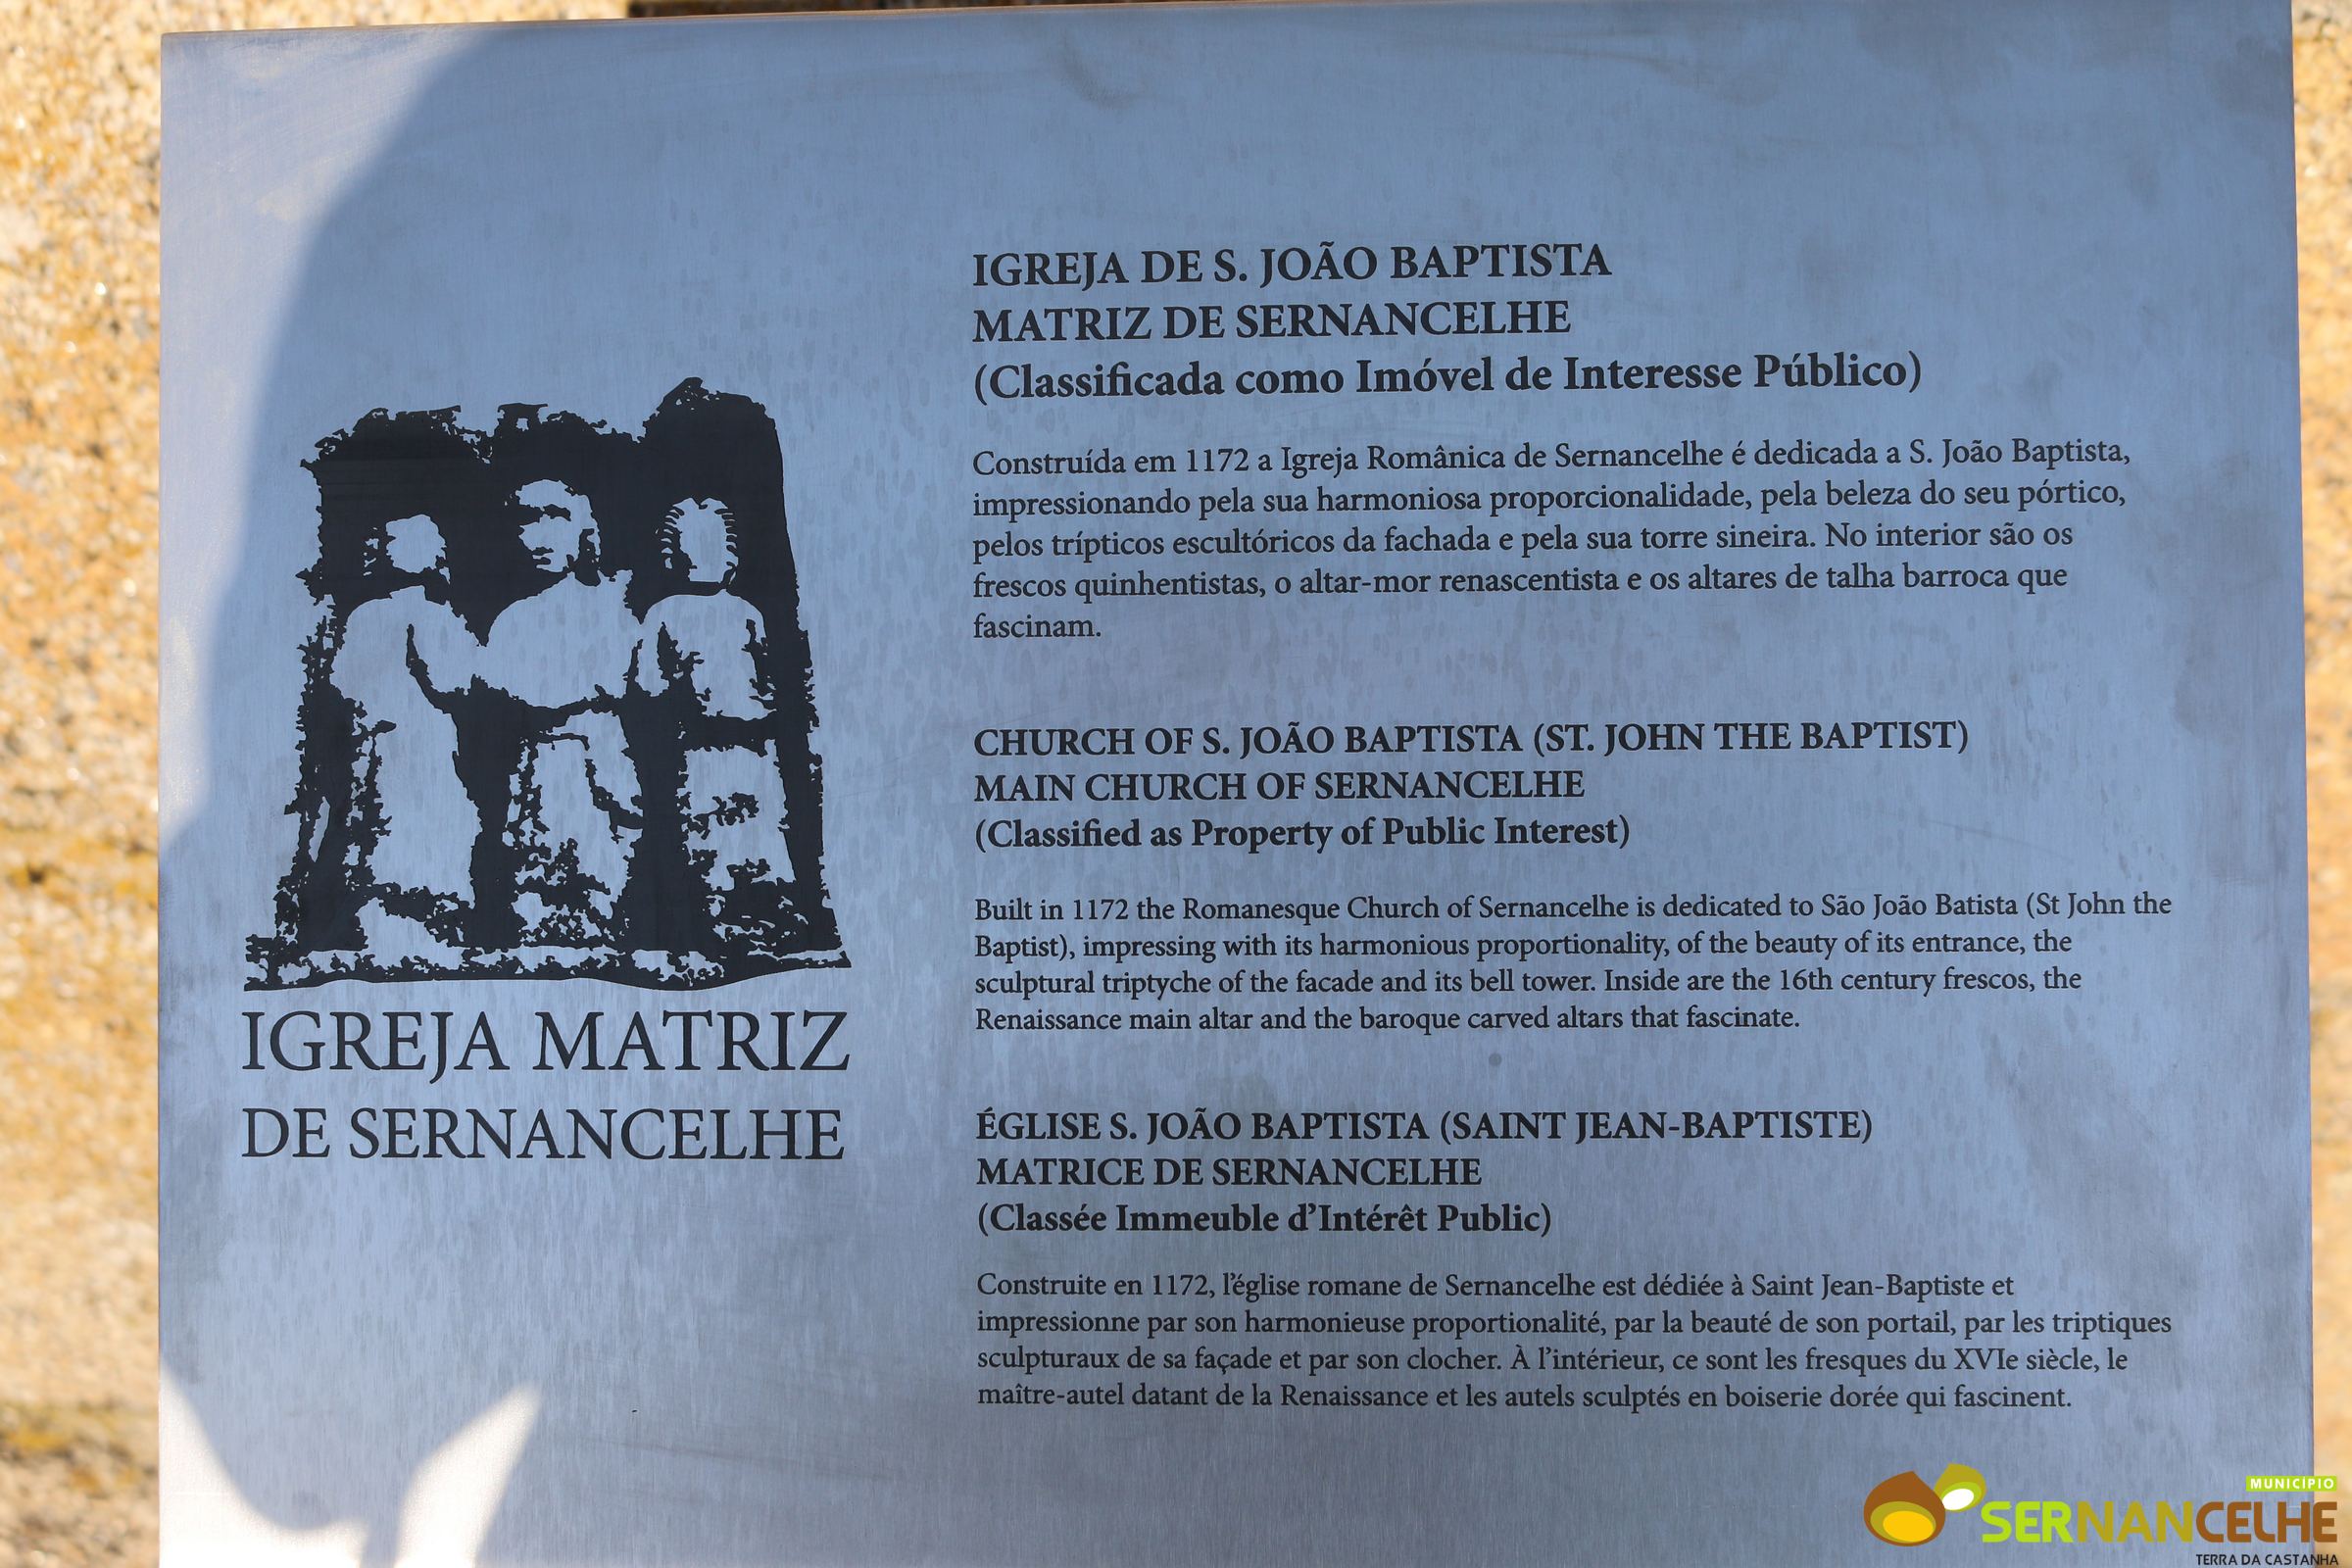 IGREJA DE S. JOÃO BAPTISTA
MATRIZ DE SERNANCELHE
(Classificada como Imóvel de Interesse Público)
Construída em 1172 a Igreja Românica de Sernancelhe é dedicada a S. João Baptista,
impressionando pela sua harmoniosa proporcionalidade, pela beleza do seu pórtico,
pelos trípticos escultóricos da fachada e pela sua torre sineira. No interior são os
frescos quinhentistas, o altar-mor renascentista e os altares de talha barroca que
fascinam.
CHURCH OF S. JOÃO BAPTISTA (ST. JOHN THE BAPTIST)
MAIN CHURCH OF SERNANCELHE
(Classified as Property of Public Interest)
Built in 1172 the Romanesque Church of Sernancelhe is dedicated to São João Batista (St John the
Baptist), impressing with its harmonious proportionality, of the beauty of its entrance, the
sculptural triptyche of the facade and its bell tower. Inside are the 16th century frescos, the
Renaissance main altar and the baroque carved altars that fascinate.
ÉGLISE S. JOÃO BAPTISTA (SAINT JEAN-BAPTISTE)
MATRICE DE SERNANCELHE
(Classée Immeuble d'Intérêt Public)
Construite en 1172, l'église romane de Sernancelhe est dédiée à Saint Jean-Baptiste et
impressionne par son harmonieuse proportionalité, par la beauté de son portail, par les triptiques
sculpturaux de sa façade et par son clocher. À l'intérieur, ce sont les fresques du XVIe siècle, le
maître-autel datant de la Renaissance et les autels sculptés en boiserie dorée qui fascinent.
IGREJA MATRIZ
DE SERNANCELHE
MUNICÍPIO
SERNANCELHE
TERRA DA CASTANHA